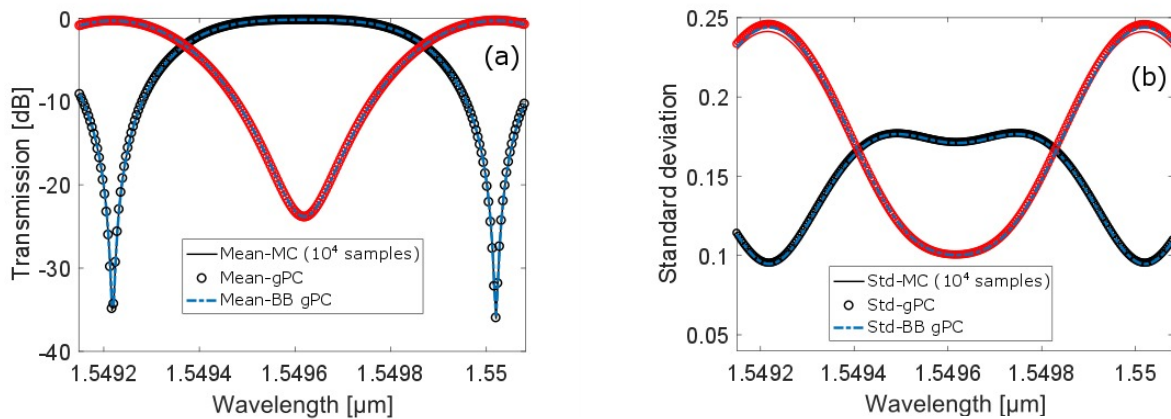 0
-10
-20
-30
-40
Transmission [dB]
(a)
Mean-MC (10⁴ samples)
Mean-gPC
Mean-BB gPC
1.5492
1.5494
1.5496
1.5498
1.55
Wavelength [µm]
0.25
0.2
0.15
0.1
0.05
Standard deviation
(b)
Std-MC (10⁴ samples)
Std-gPC
Std-BB gPC
1.5492
1.5494
1.5496
1.5498
1.55
Wavelength [µm]